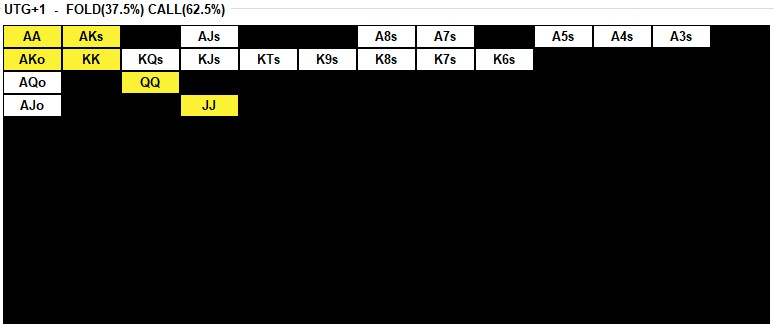 UTG+1 - FOLD(37.5%) CALL(62.5%)
AA AKs AJs A8s A7s A5s A4s A3s
AKo KK KQs KJs KTs K9s K8s K7s K6s
AQo QQ
AJo JJ